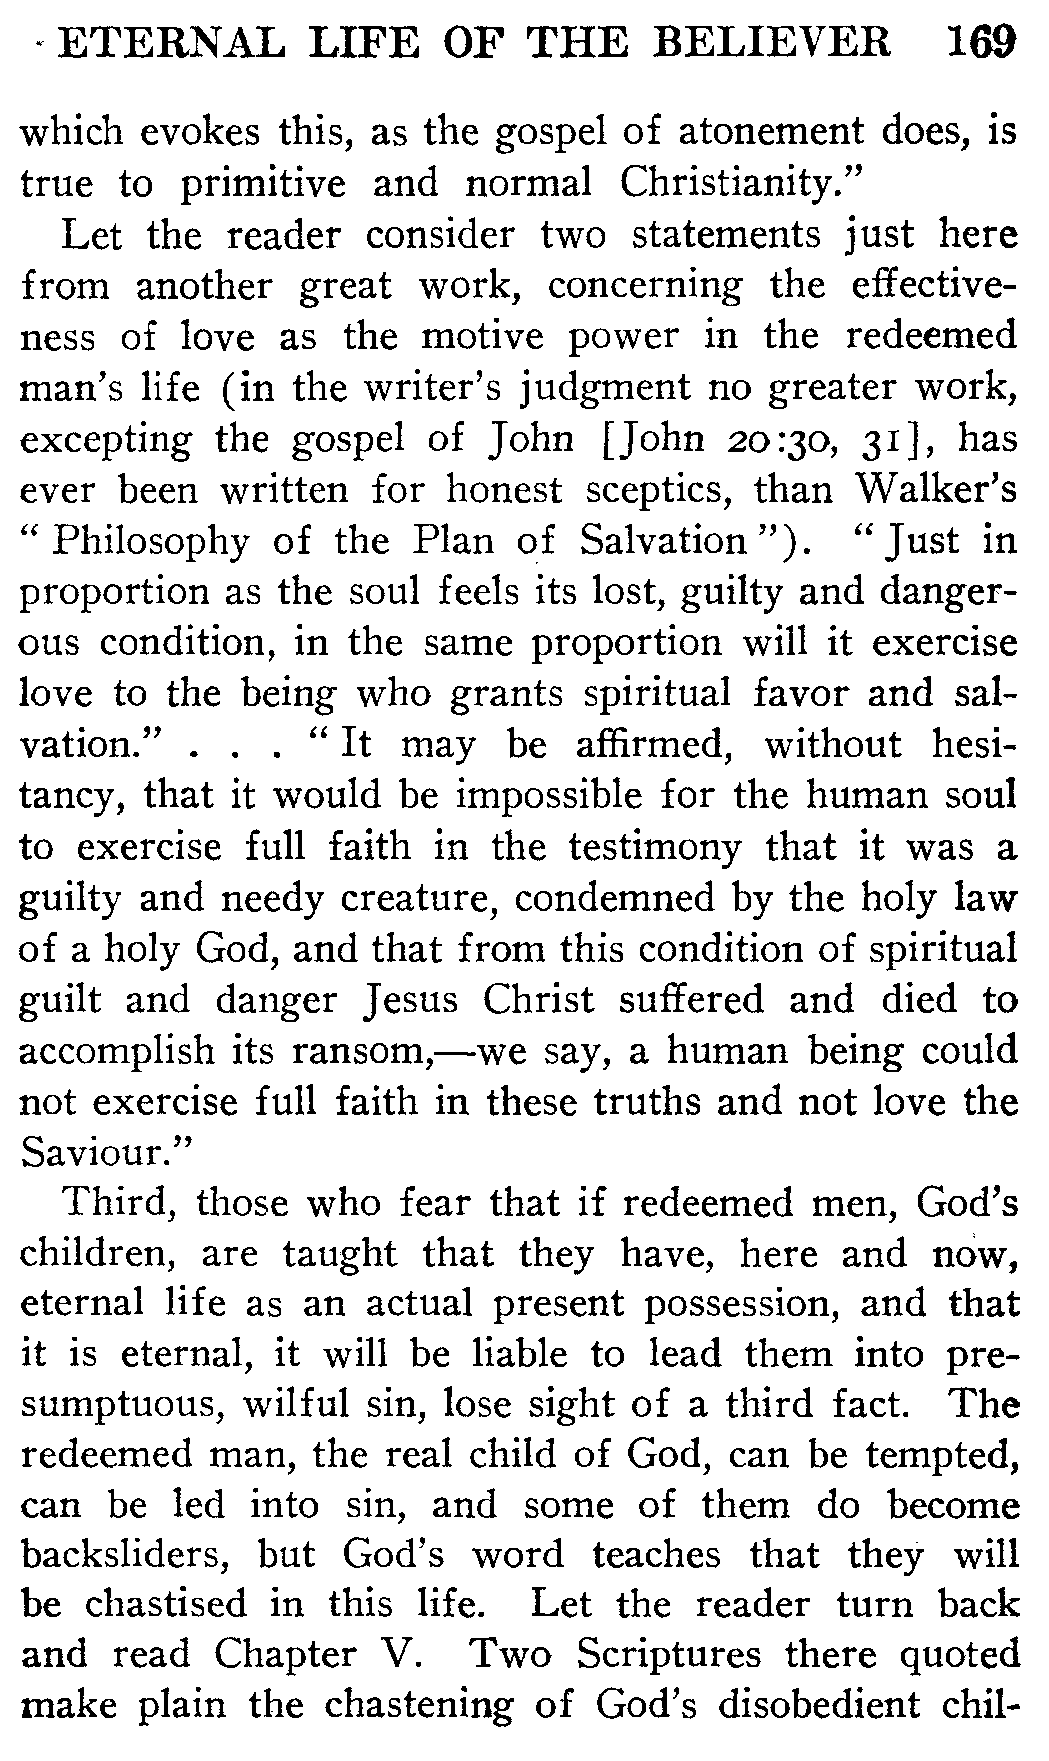 ETERNAL LIFE OF THE BELIEVER 169
which evokes this, as the gospel of atonement does, is
true to primitive and normal Christianity.”
Let the reader consider two statements just here
from another great work, concerning the effective-
ness of love as the motive power in the redeemed
man’s life (in the writer’s judgment no greater work,
excepting the gospel of John [John 20:30, 31], has
ever been written for honest sceptics, than Walker’s
“ Philosophy of the Plan of Salvation ”). “ Just in
proportion as the soul feels its lost, guilty and danger-
ous condition, in the same proportion will it exercise
love to the being who grants spiritual favor and sal-
vation.” . . . “ It may be affirmed, without hesi-
tancy, that it would be impossible for the human soul
to exercise full faith in the testimony that it was a
guilty and needy creature, condemned by the holy law
of a holy God, and that from this condition of spiritual
guilt and danger Jesus Christ suffered and died to
accomplish its ransom,—we say, a human being could
not exercise full faith in these truths and not love the
Saviour.”
Third, those who fear that if redeemed men, God’s
children, are taught that they have, here and now,
eternal life as an actual present possession, and that
it is eternal, it will be liable to lead them into pre-
sumptuous, wilful sin, lose sight of a third fact. The
redeemed man, the real child of God, can be tempted,
can be led into sin, and some of them do become
backsliders, but God’s word teaches that they will
be chastised in this life. Let the reader turn back
and read Chapter V. Two Scriptures there quoted
make plain the chastening of God’s disobedient chil-